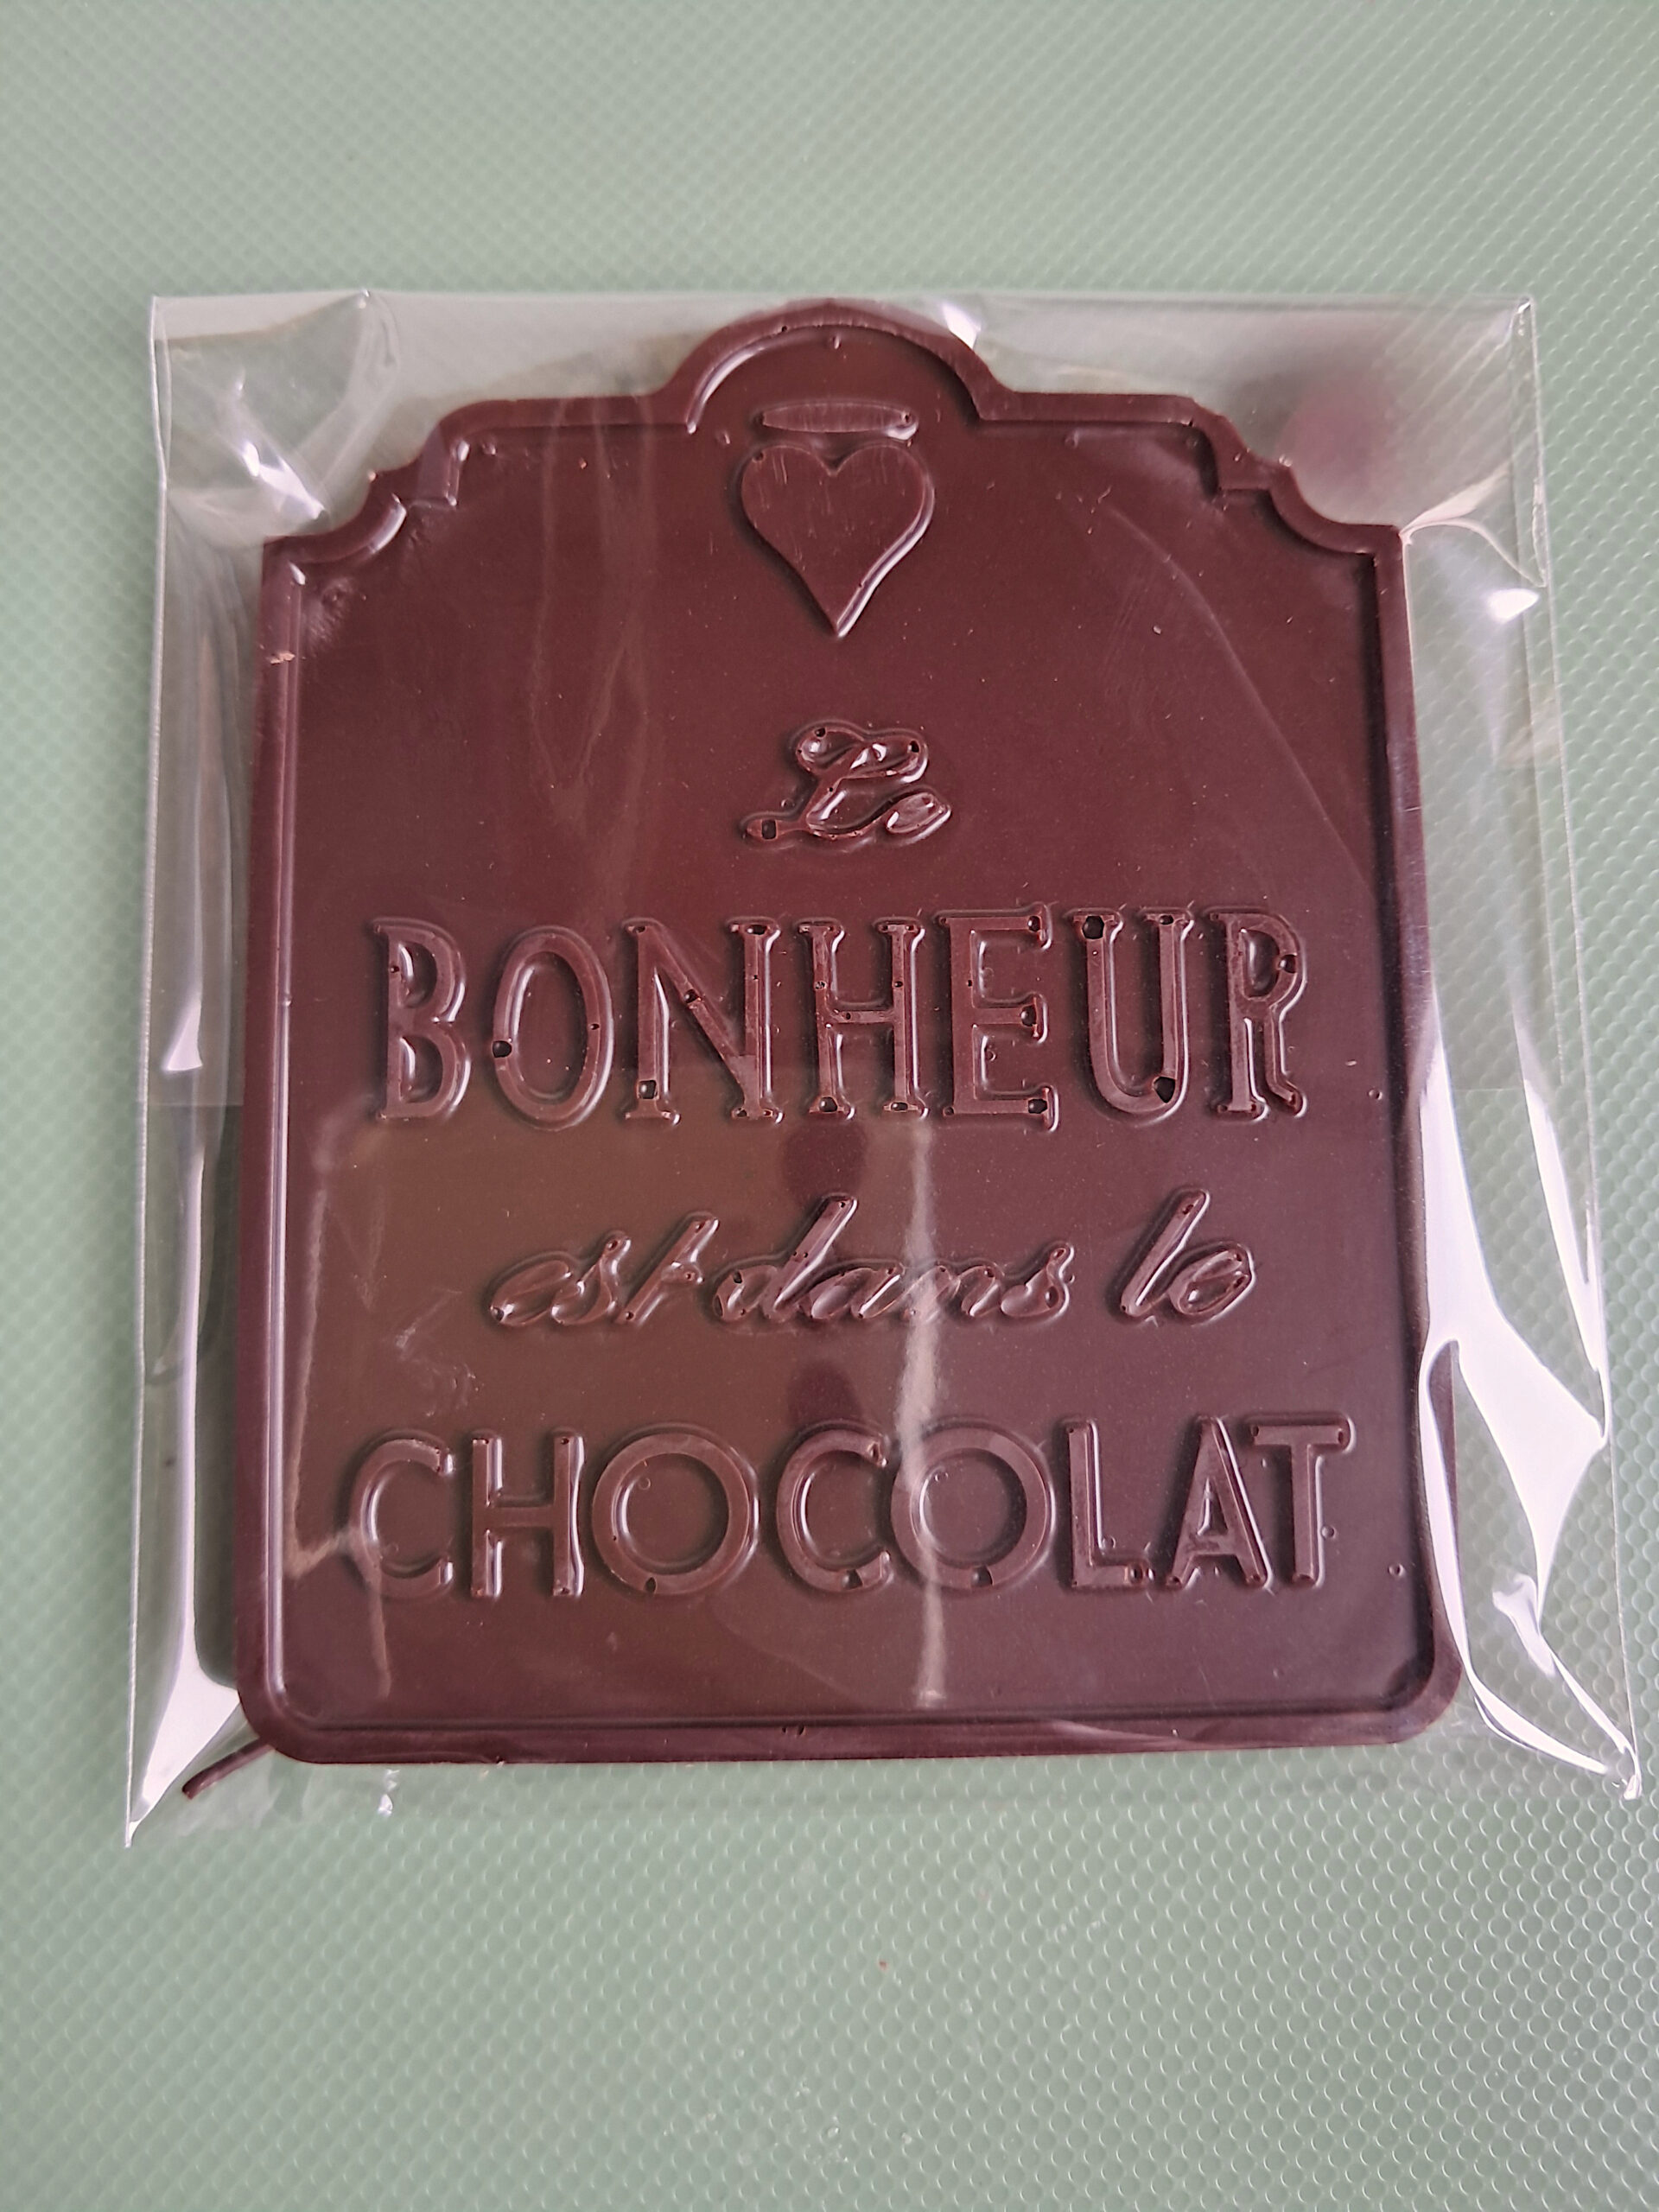 Le
BONHEUR
est dans le
CHOCOLAT